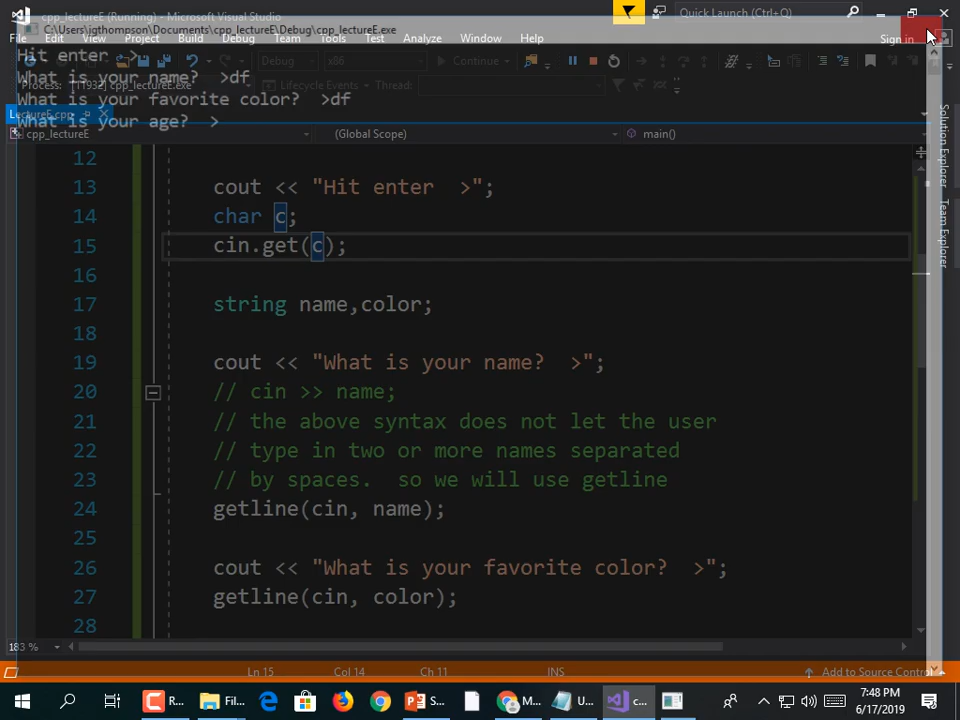 cpp_lectureE (Running) - Microsoft Visual Studio
Quick Launch (Ctrl+Q)
C:\Users\jgthompson\Documents\cpp_lectureE\Debug\cpp_lectureE.exe
File Edit View Project Build Debug Team Tools Test Analyze Window Help
Sign in
Hit enter >
Debug x86 Continue
What is your name? >df
Process: [11932] cpp_lectureE.exe Lifecycle Events Thread:
What is your favorite color? >df
LectureE.cpp
What is your age? >
cpp_lectureE (Global Scope) main()
Solution Explorer
Team Explorer
12
13 cout << "Hit enter >";
14 char c;
15 cin.get(c);
16
17 string name,color;
18
19 cout << "What is your name? >";
20 // cin >> name;
21 // the above syntax does not let the user
22 // type in two or more names separated
23 // by spaces. so we will use getline
24 getline(cin, name);
25
26 cout << "What is your favorite color? >";
27 getline(cin, color);
28
183 %
Ln 15 Col 14 Ch 11 INS Add to Source Control
R... Fil... S... M... U... c...
7:48 PM
6/17/2019